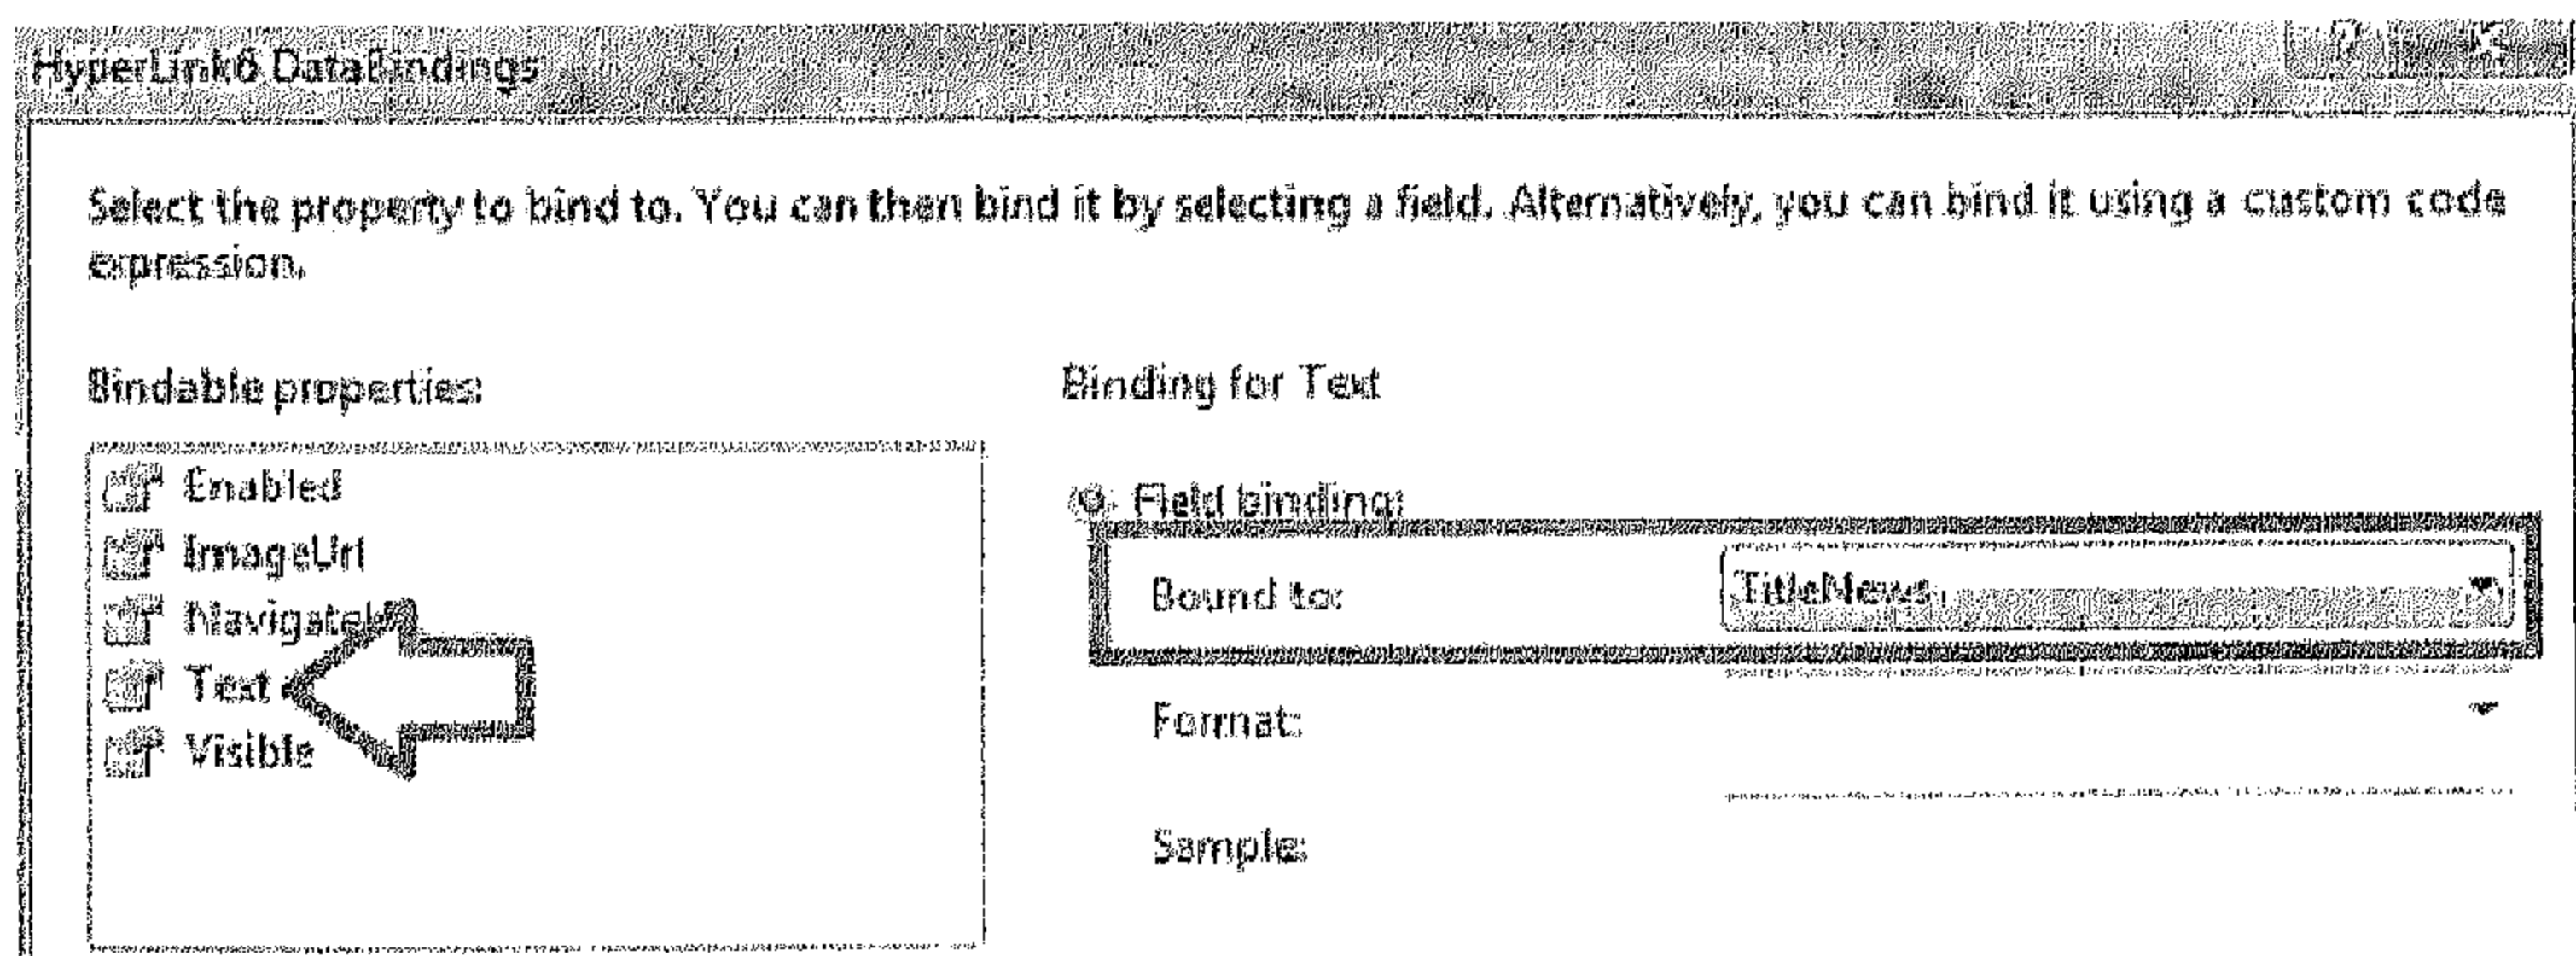 HyperLink6 DataBindings
Select the property to bind to. You can then bind it by selecting a field. Alternatively, you can bind it using a custom code
expression.
Bindable properties:
Binding for Text
Enabled
ImageUrl
Text
Visible
Field binding:
Bound to:
TitleNews
Format:
Sample: